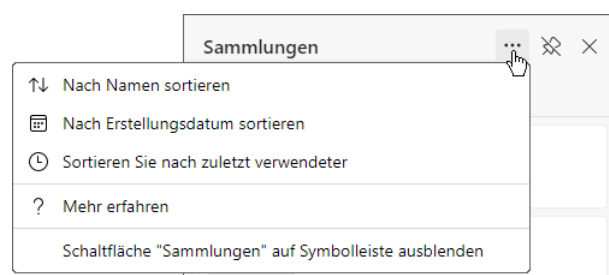 Sammlungen
Nach Namen sortieren
Nach Erstellungsdatum sortieren
Sortieren Sie nach zuletzt verwendeter
? Mehr erfahren
Schaltfläche "Sammlungen" auf Symbolleiste ausblenden